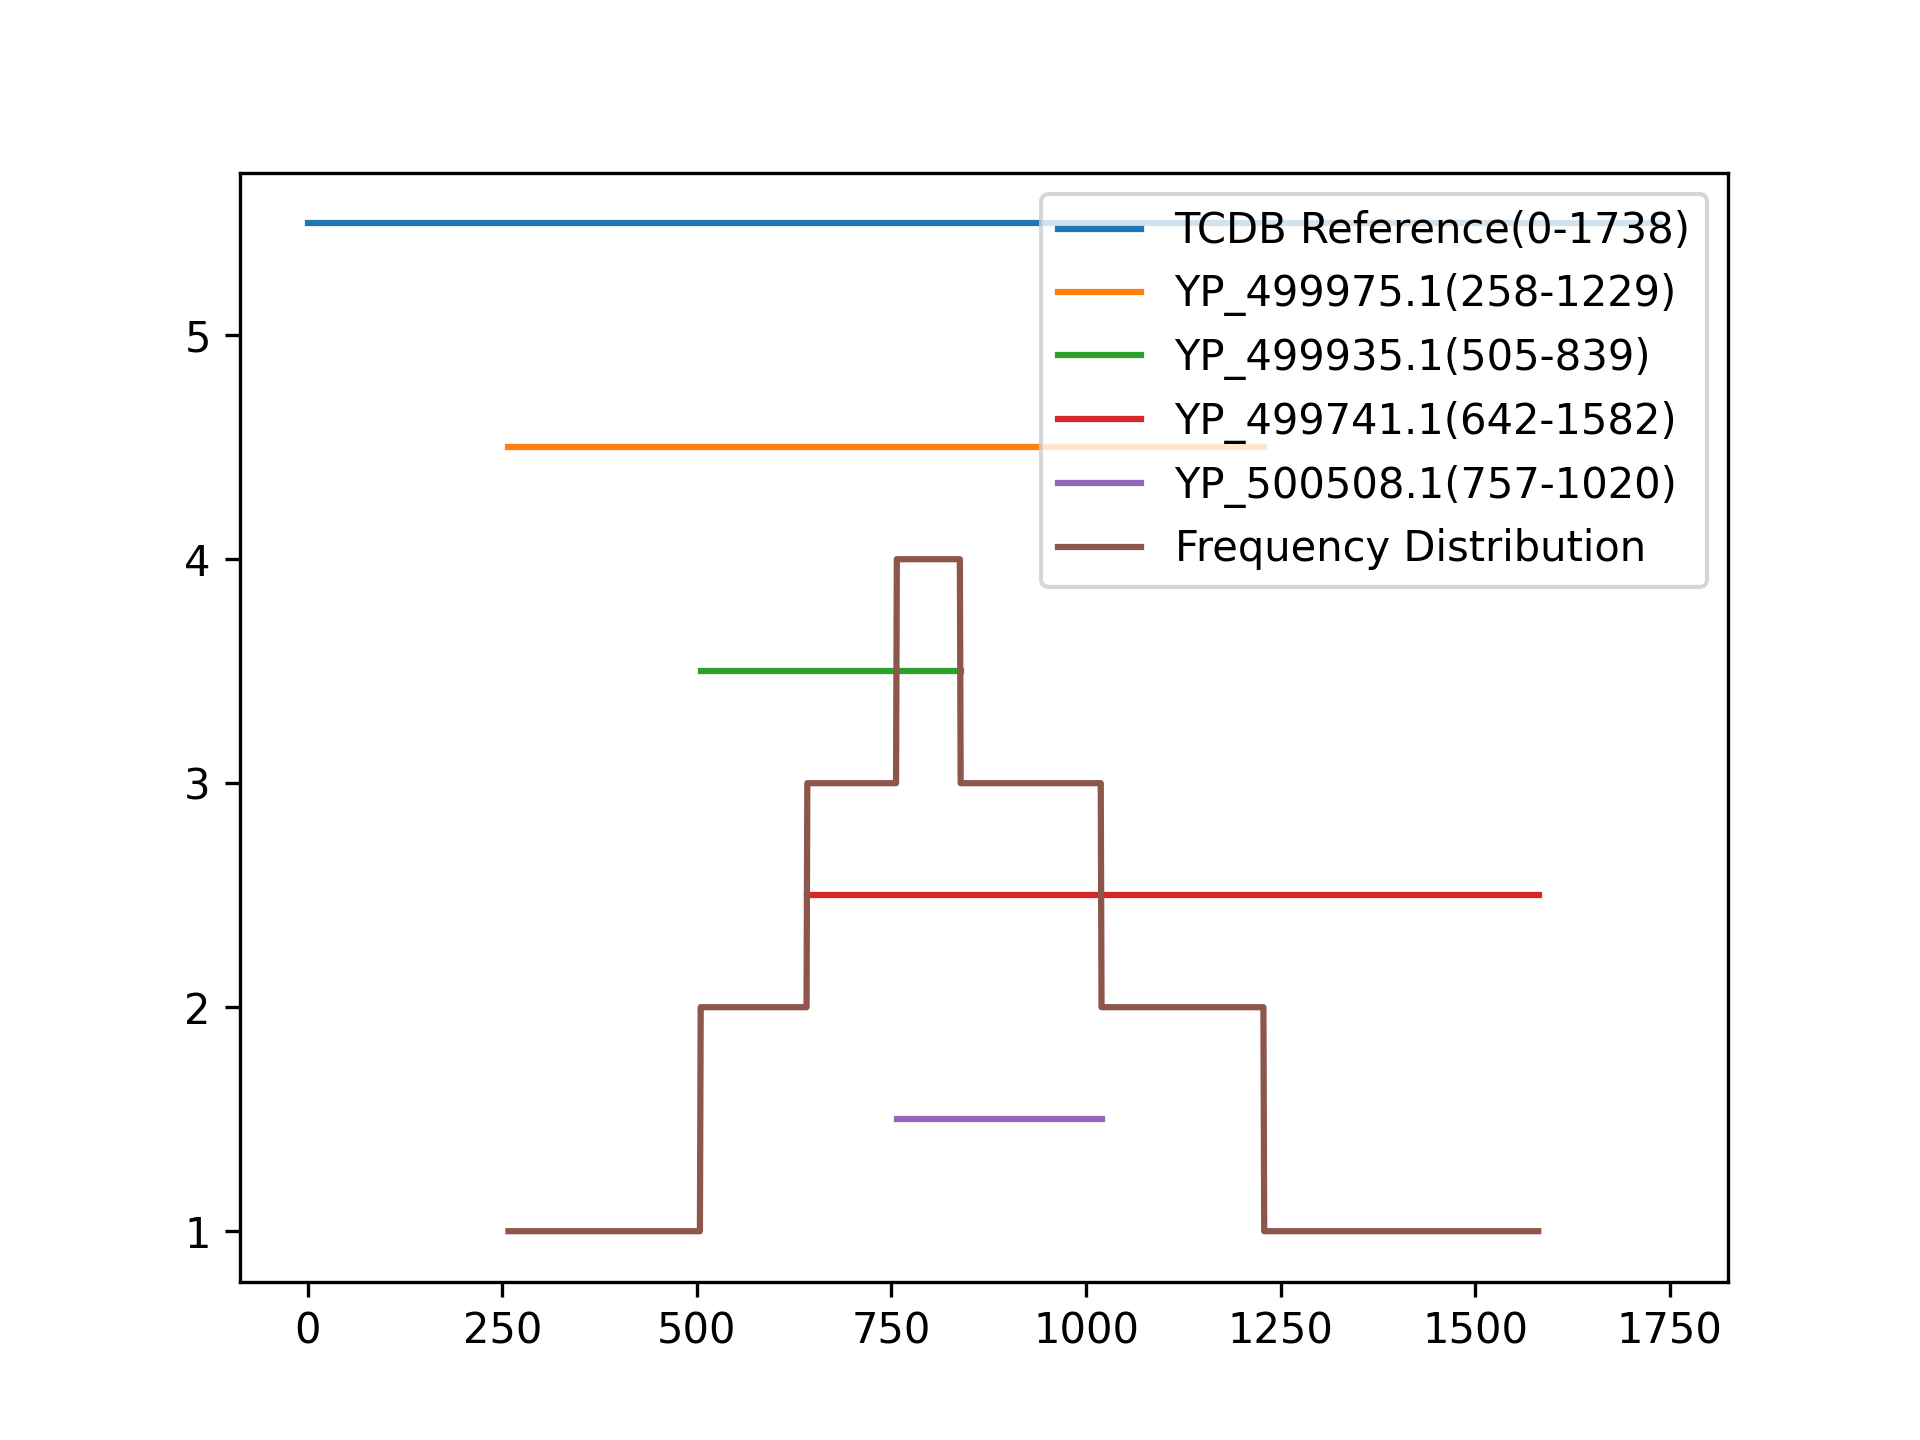 TCDB Reference(0-1738)
YP_499975.1(258-1229)
YP_499935.1(505-839)
YP_499741.1(642-1582)
YP_500508.1(757-1020)
Frequency Distribution
5
4
3
2
1
0 250 500 750 1000 1250 1500 1750